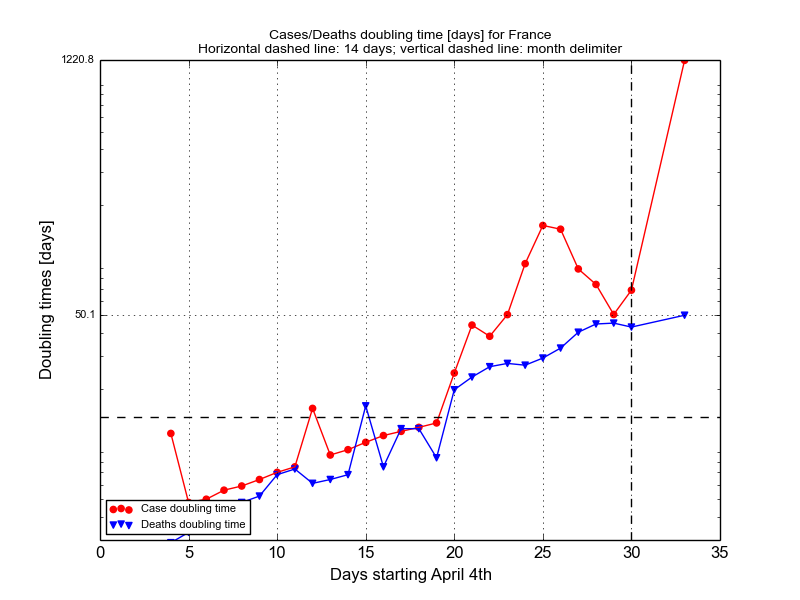 Cases/Deaths doubling time [days] for France
Horizontal dashed line: 14 days; vertical dashed line: month delimiter
1220.8
50.1
Doubling times [days]
Case doubling time
Deaths doubling time
0 5 10 15 20 25 30 35
Days starting April 4th